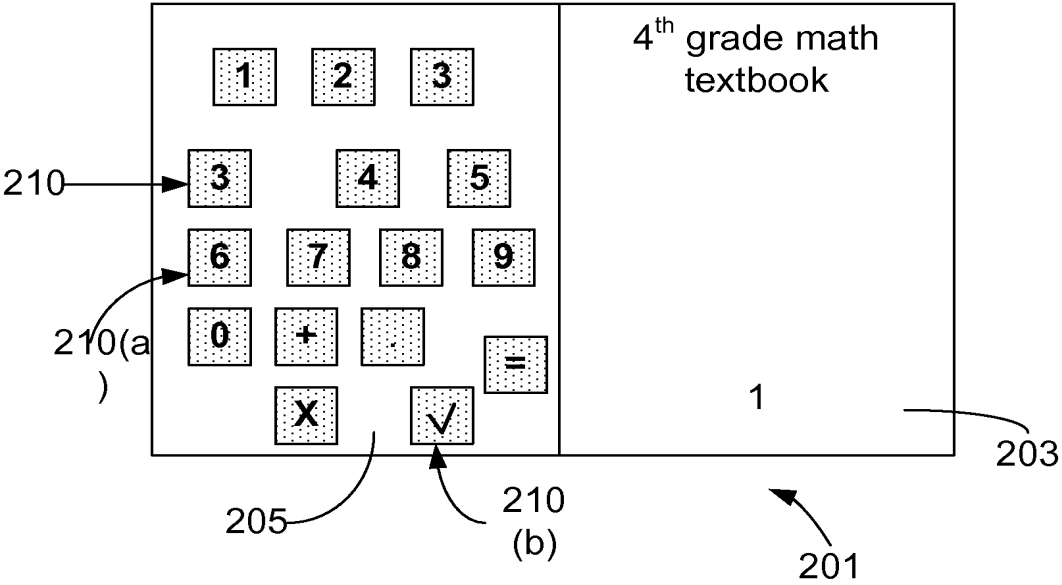 1 2 3
4th grade math
textbook
210
3 4 5
6 7 8 9
210(a
)
0 + .
=
X √
1
203
205
210
(b)
201